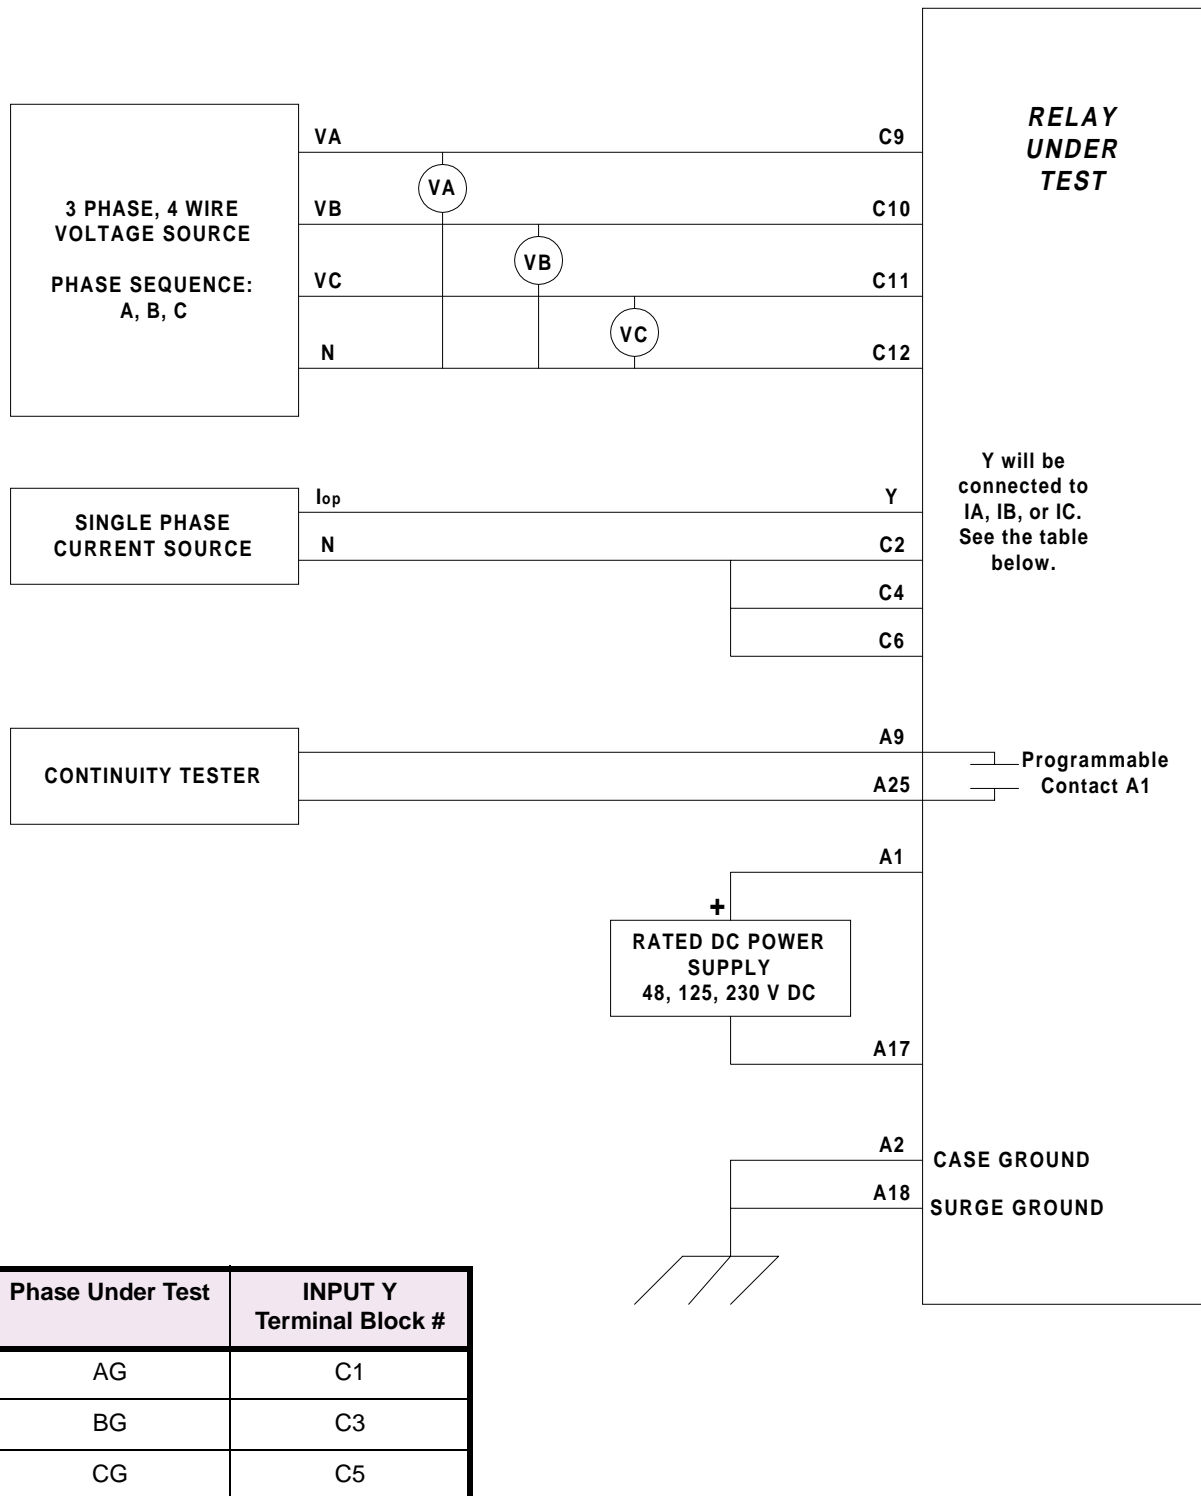 RELAY
UNDER
TEST
VA
C9
VA
3 PHASE, 4 WIRE
VOLTAGE SOURCE
PHASE SEQUENCE:
A, B, C
VB
C10
VB
VC
C11
VC
N
C12
Y will be
connected to
IA, IB, or IC.
See the table
below.
SINGLE PHASE
CURRENT SOURCE
Iop
Y
N
C2
C4
C6
CONTINUITY TESTER
A9
A25
Programmable
Contact A1
A1
+
RATED DC POWER
SUPPLY
48, 125, 230 V DC
A17
A2
CASE GROUND
A18
SURGE GROUND
Phase Under Test INPUT Y
Terminal Block #
AG C1
BG C3
CG C5